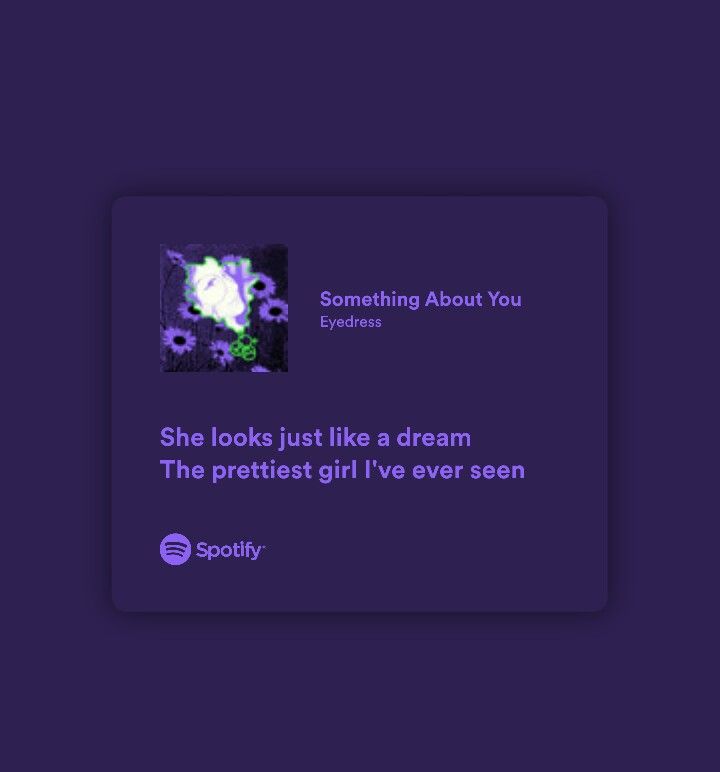 Something About You
Eyedress
She looks just like a dream
The prettiest girl I've ever seen
Spotify